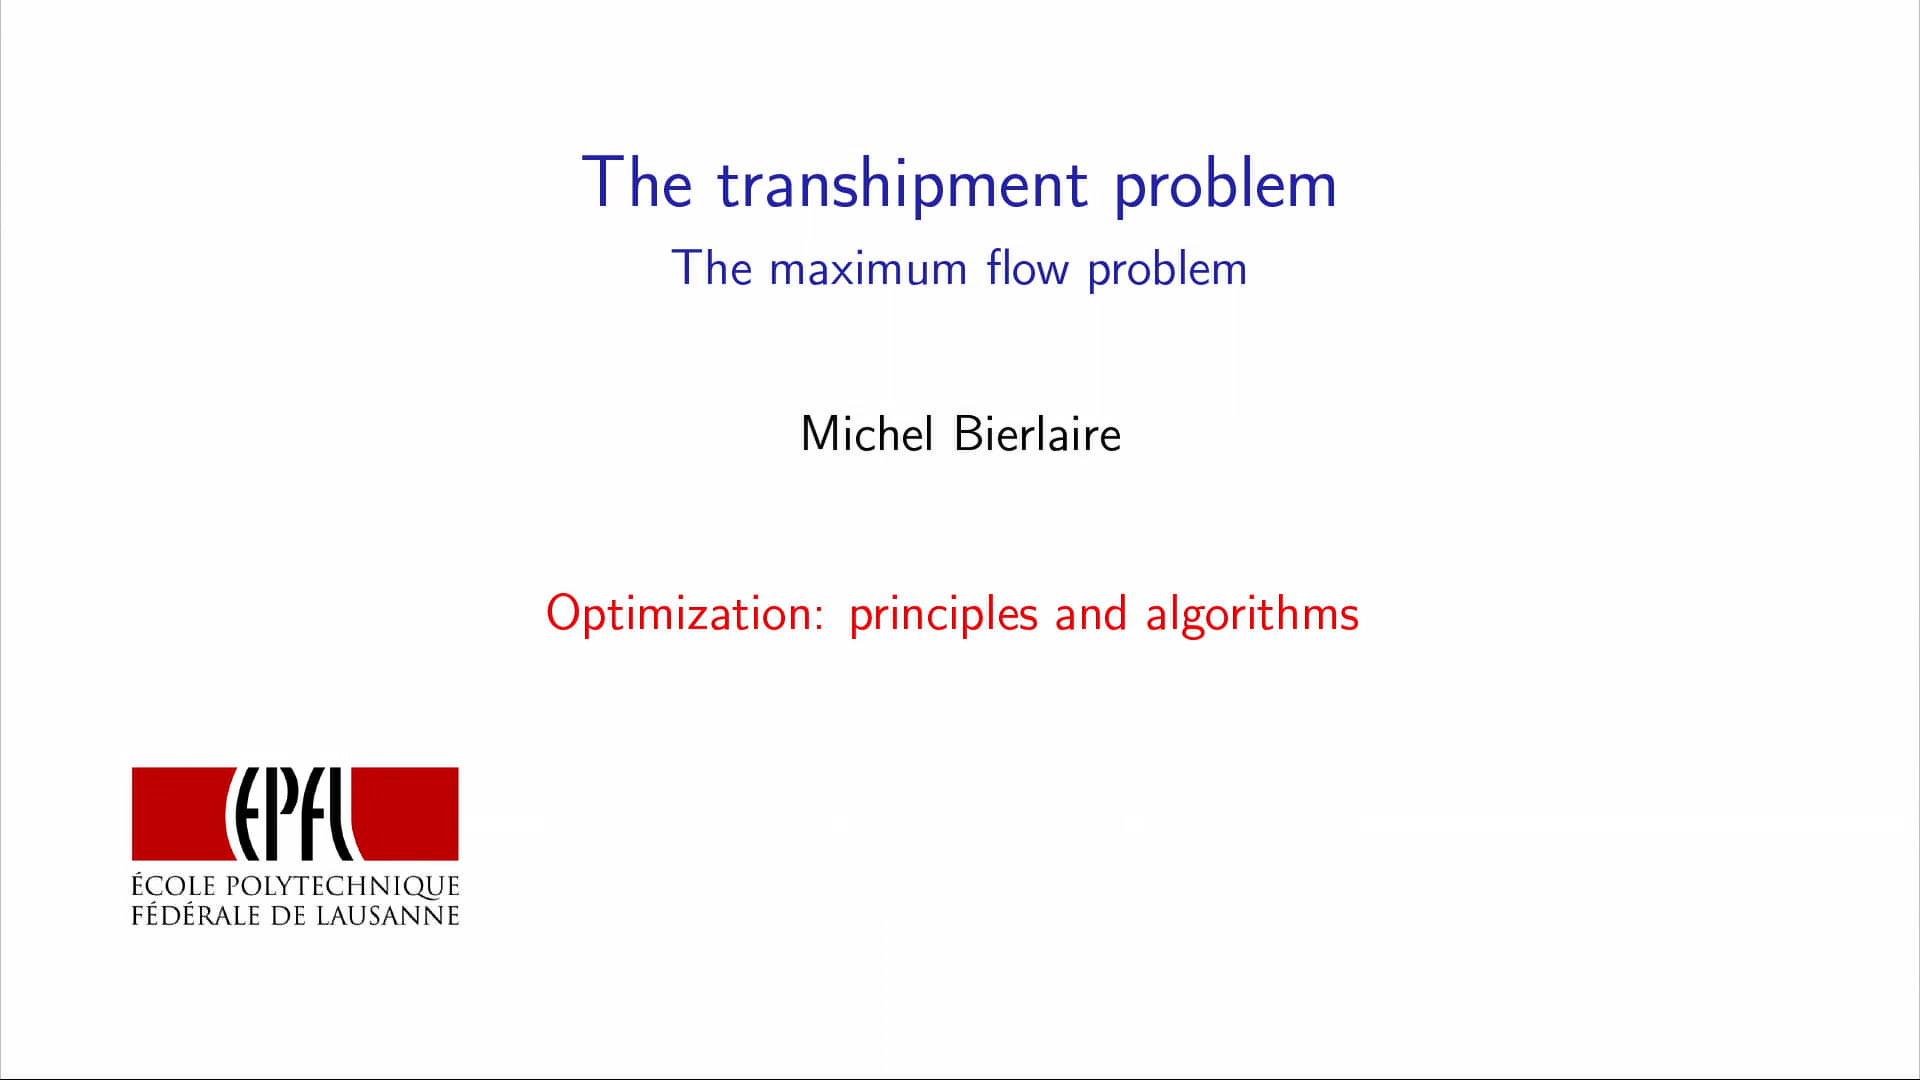 The transhipment problem
The maximum flow problem
Michel Bierlaire
Optimization: principles and algorithms
EPFL
ÉCOLE POLYTECHNIQUE
FÉDÉRALE DE LAUSANNE